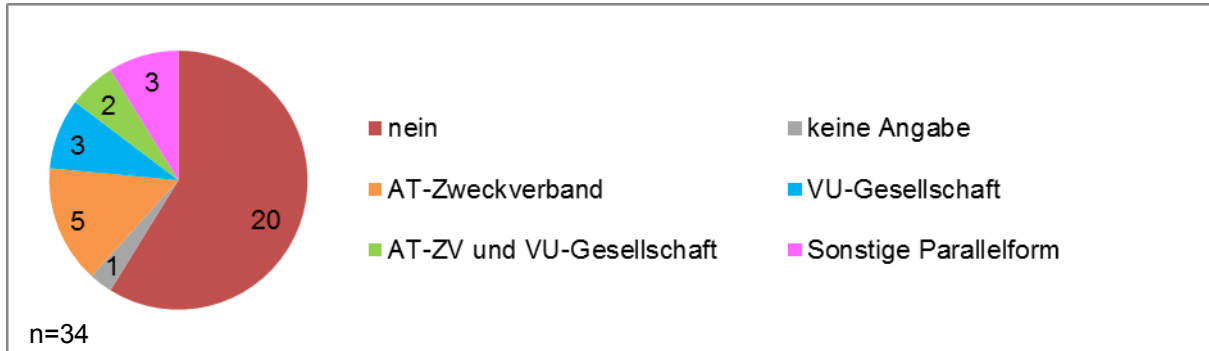 3
2
3
5
1
20
nein
keine Angabe
AT-Zweckverband
VU-Gesellschaft
AT-ZV und VU-Gesellschaft
Sonstige Parallelform
n=34